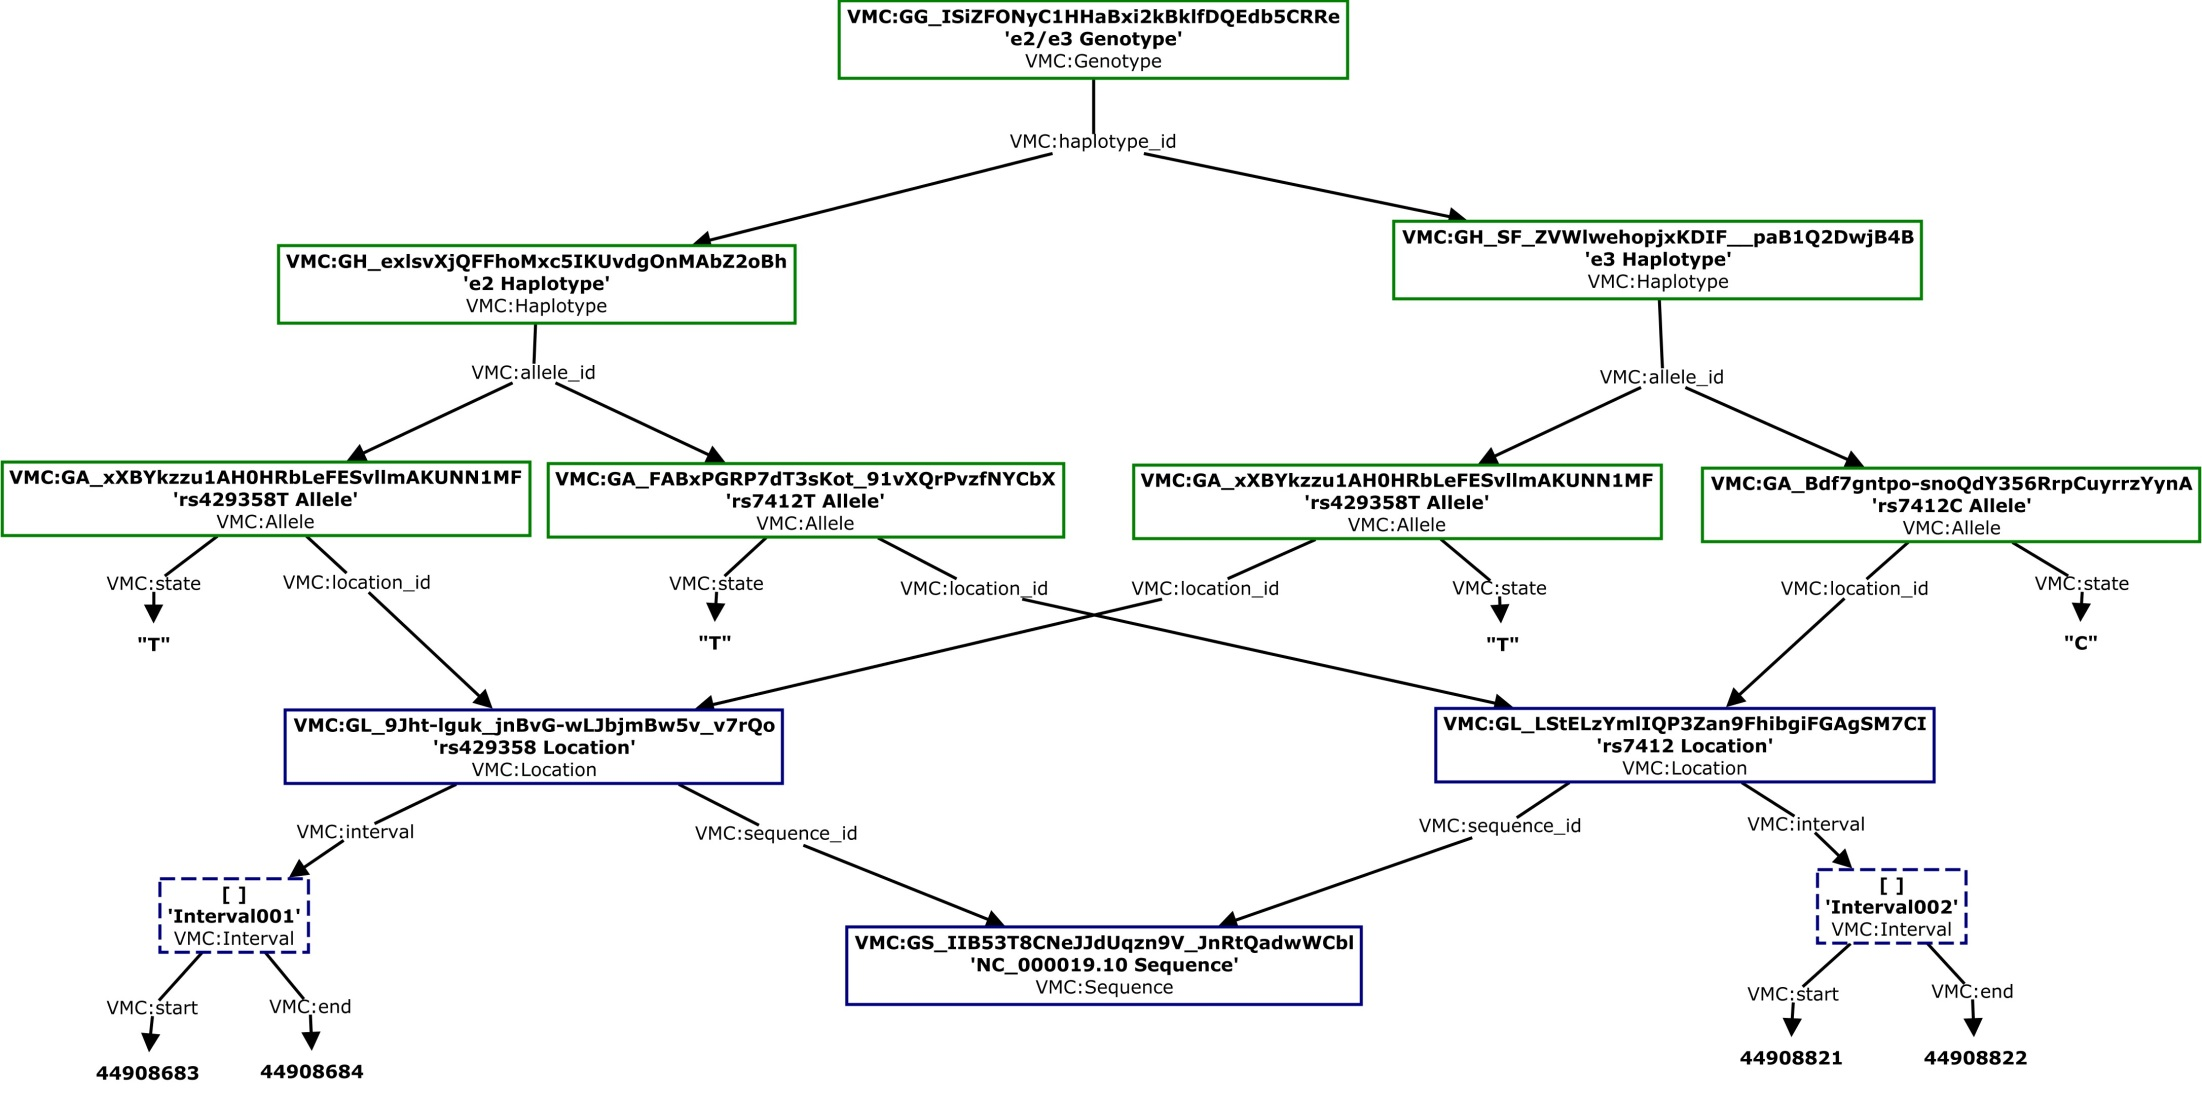 VMC:GG_ISiZFONyC1HHaBxi2kBklfDQEdb5CRRe
'e2/e3 Genotype'
VMC:Genotype
VMC:haplotype_id
VMC:GH_exlsvXjQFFhoMxc5IKUvdgOnMAbZ2oBh
'e2 Haplotype'
VMC:Haplotype
VMC:GH_SF_ZVWlwehopjxKDIF__paB1Q2DwjB4B
'e3 Haplotype'
VMC:Haplotype
VMC:allele_id
VMC:allele_id
VMC:GA_xXBYkzzu1AH0HRbLeFESvllmAKUNN1MF
'rs429358T Allele'
VMC:Allele
VMC:GA_FABxPGRP7dT3sKot_91vXQrPvzfNYCbX
'rs7412T Allele'
VMC:Allele
VMC:GA_xXBYkzzu1AH0HRbLeFESvllmAKUNN1MF
'rs429358T Allele'
VMC:Allele
VMC:GA_Bdf7gntpo-snoQdY356RrpCuyrrzYynA
'rs7412C Allele'
VMC:Allele
VMC:state
VMC:location_id
VMC:state
VMC:location_id
VMC:location_id
VMC:state
VMC:location_id
VMC:state
"T"
"T"
"T"
"C"
VMC:GL_9Jht-lguk_jnBvG-wLJbjmBw5v_v7rQo
'rs429358 Location'
VMC:Location
VMC:GL_LStELzYmlIQP3Zan9FhibgiFGAgSM7CI
'rs7412 Location'
VMC:Location
VMC:interval
VMC:sequence_id
VMC:sequence_id
VMC:interval
[ ]
'Interval001'
VMC:Interval
VMC:GS_IIB53T8CNeJJdUqzn9V_JnRtQadwWCbl
'NC_000019.10 Sequence'
VMC:Sequence
[ ]
'Interval002'
VMC:Interval
VMC:start
VMC:end
VMC:start
VMC:end
44908683
44908684
44908821
44908822